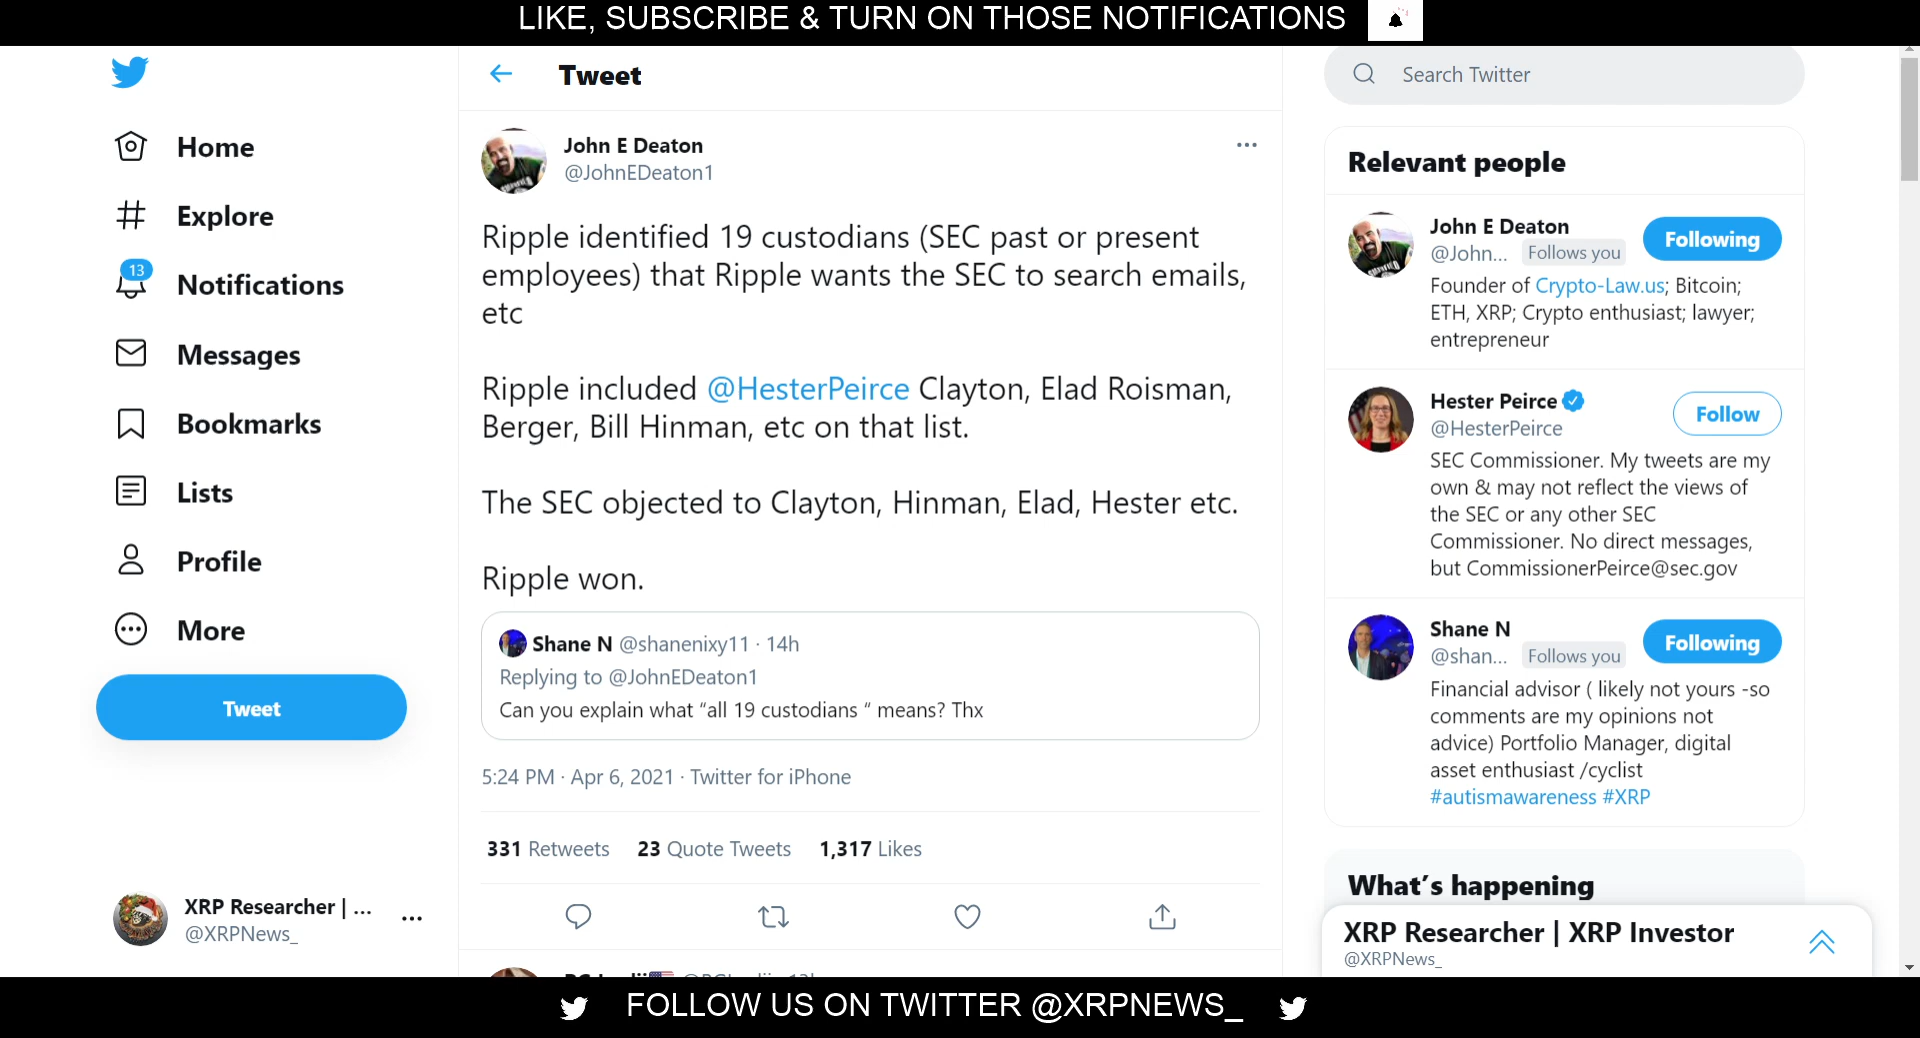 LIKE, SUBSCRIBE & TURN ON THOSE NOTIFICATIONS
Home
Explore
13
Notifications
Messages
Bookmarks
Lists
Profile
More
Tweet
XRP Researcher | ...
@XRPNews_
Tweet
John E Deaton
@JohnEDeaton1
Ripple identified 19 custodians (SEC past or present
employees) that Ripple wants the SEC to search emails,
etc
Ripple included @HesterPeirce Clayton, Elad Roisman,
Berger, Bill Hinman, etc on that list.
The SEC objected to Clayton, Hinman, Elad, Hester etc.
Ripple won.
Shane N @shanenixy11 · 14h
Replying to @JohnEDeaton1
Can you explain what “all 19 custodians “ means? Thx
5:24 PM · Apr 6, 2021 · Twitter for iPhone
331 Retweets 23 Quote Tweets 1,317 Likes
Search Twitter
Relevant people
John E Deaton
@John... Follows you
Following
Founder of Crypto-Law.us; Bitcoin;
ETH, XRP; Crypto enthusiast; lawyer;
entrepreneur
Hester Peirce
@HesterPeirce
Follow
SEC Commissioner. My tweets are my
own & may not reflect the views of
the SEC or any other SEC
Commissioner. No direct messages,
but CommissionerPeirce@sec.gov
Shane N
@shan... Follows you
Following
Financial advisor ( likely not yours -so
comments are my opinions not
advice) Portfolio Manager, digital
asset enthusiast /cyclist
#autismawareness #XRP
What's happening
XRP Researcher | XRP Investor
@XRPNews_
FOLLOW US ON TWITTER @XRPNEWS_